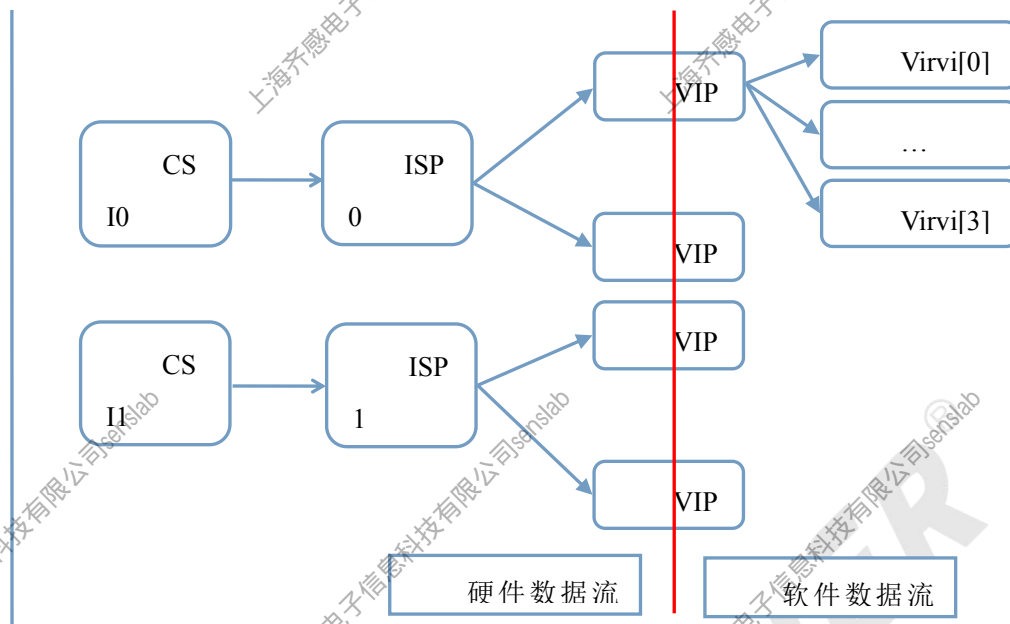 上海齐感电子
上海齐感电子
VIP
Virvi[0]
…
Virvi[3]
CS
I0
ISP
0
VIP
CS
I1
ISP
1
VIP
VIP
科技有限公司senslab
电子信息科技有限公司senslab
电子信息科技有限公司senslab
®
硬件数据流
软件数据流